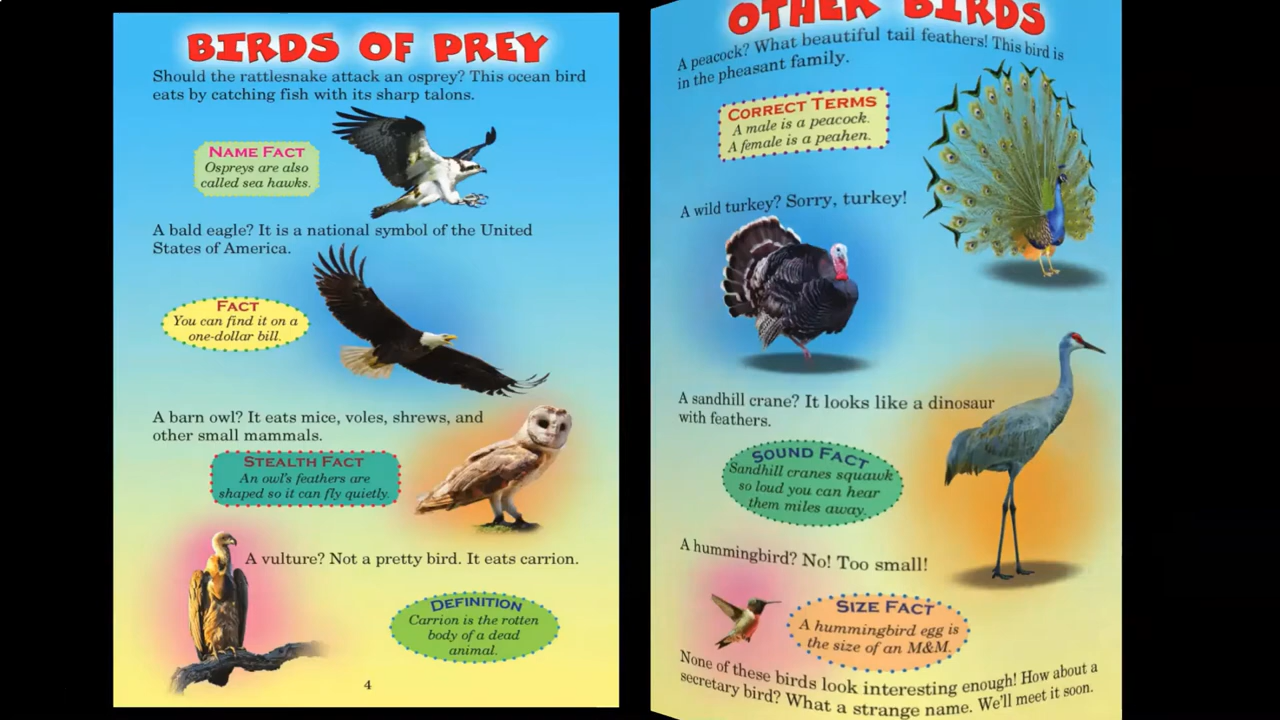 BIRDS OF PREY
Should the rattlesnake attack an osprey? This ocean bird
eats by catching fish with its sharp talons.
NAME FACT
Ospreys are also
called sea hawks.
A bald eagle? It is a national symbol of the United
States of America.
FACT
You can find it on a
one-dollar bill.
A barn owl? It eats mice, voles, shrews, and
other small mammals.
STEALTH FACT
An owl's feathers are
shaped so it can fly quietly.
A vulture? Not a pretty bird. It eats carrion.
DEFINITION
Carrion is the rotten
body of a dead
animal.
4
OTHER BIRDS
A peacock? What beautiful tail feathers! This bird is
in the pheasant family.
CORRECT TERMS
A male is a peacock.
A female is a peahen.
A wild turkey? Sorry, turkey!
A sandhill crane? It looks like a dinosaur
with feathers.
SOUND FACT
Sandhill cranes squawk
so loud you can hear
them miles away.
A hummingbird? No! Too small!
SIZE FACT
A hummingbird egg is
the size of an M&M.
None of these birds look interesting enough! How about a
secretary bird? What a strange name. We'll meet it soon.